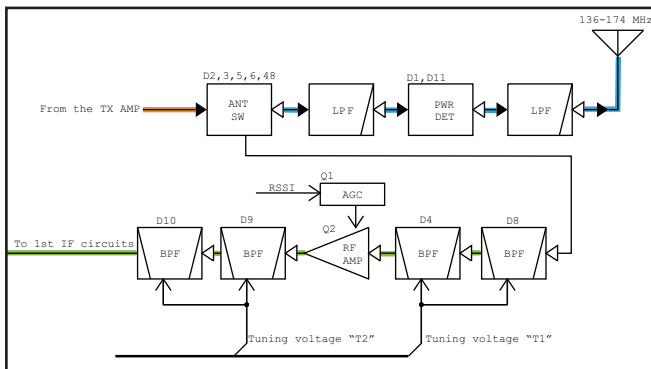 136-174 MHz
D2,3,5,6,48
D1,D11
From the TX AMP
ANT
SW
LPF
PWR
DET
LPF
Q1
RSSI
AGC
D10
D9
Q2
D4
D8
To 1st IF circuits
BPF
BPF
RF
AMP
BPF
BPF
Tuning voltage “T2”
Tuning voltage “T1”